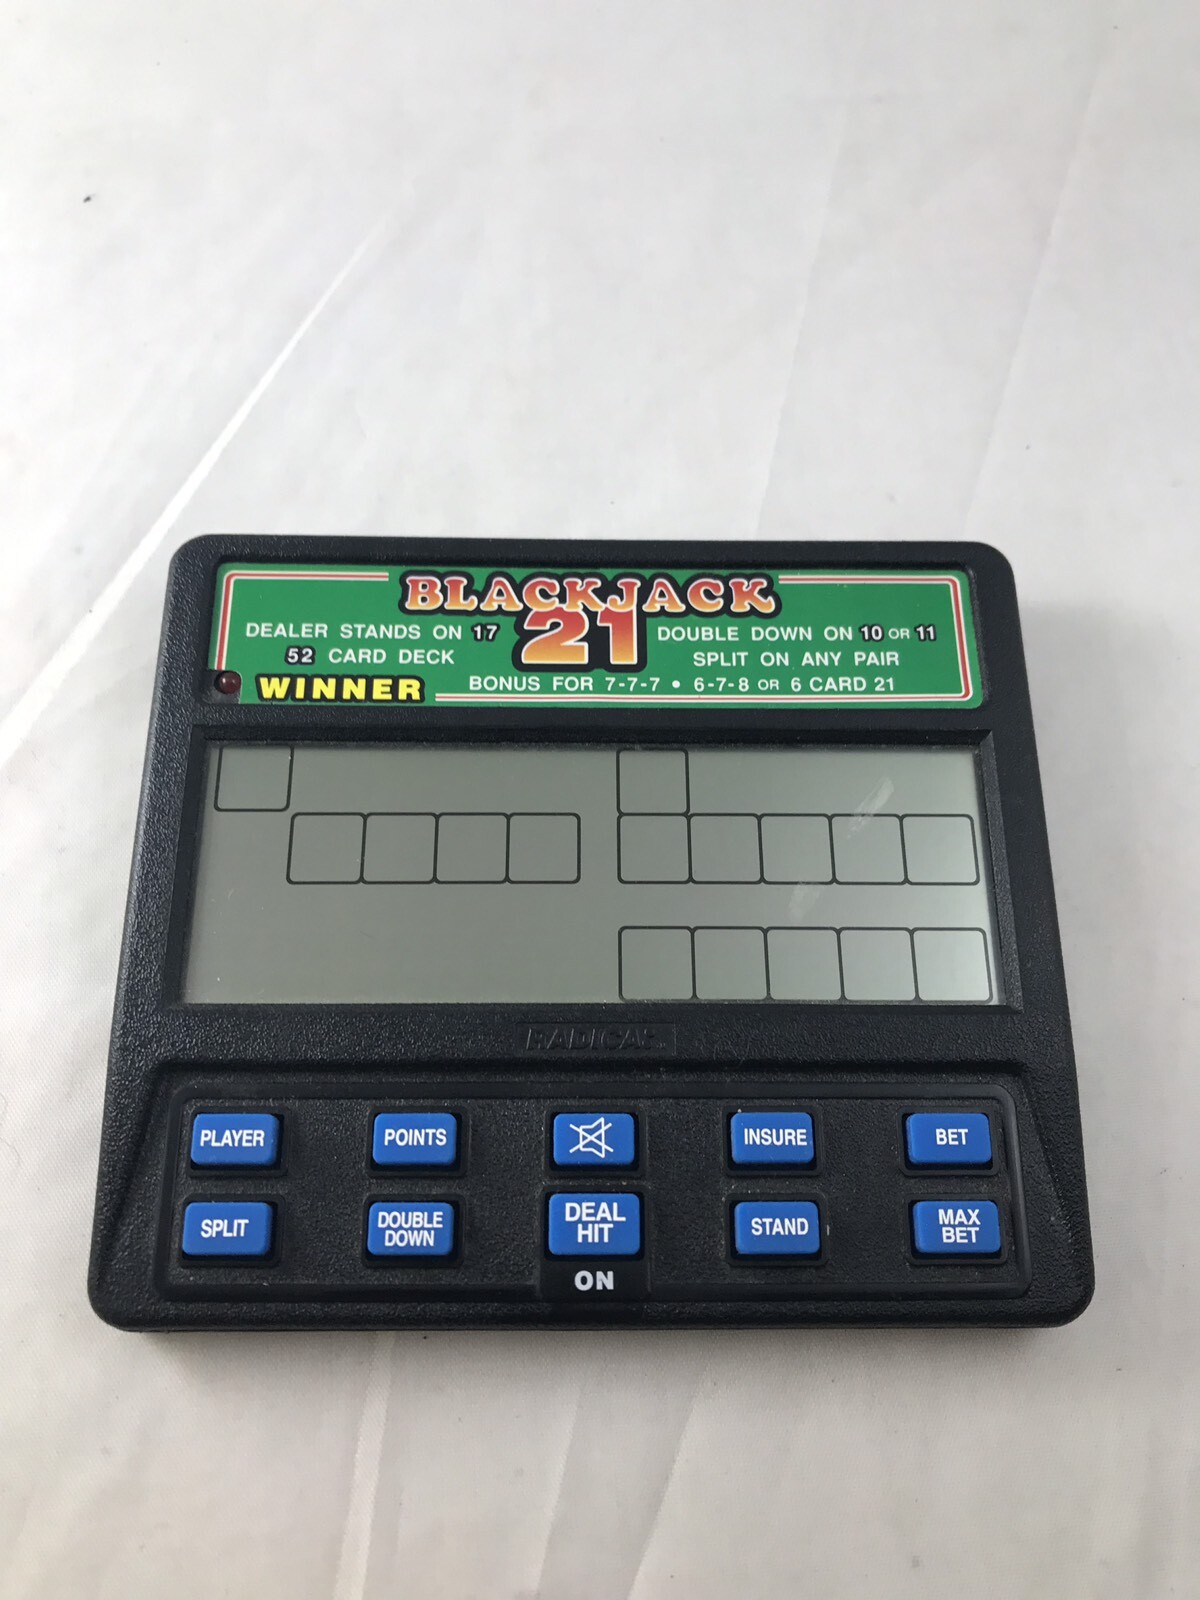 BLACKJACK
21
DEALER STANDS ON 17
52 CARD DECK
DOUBLE DOWN ON 10 OR 11
SPLIT ON ANY PAIR
WINNER
BONUS FOR 7-7-7 • 6-7-8 OR 6 CARD 21
RADICA
PLAYER
POINTS
INSURE
BET
SPLIT
DOUBLE
DOWN
DEAL
HIT
STAND
MAX
BET
ON